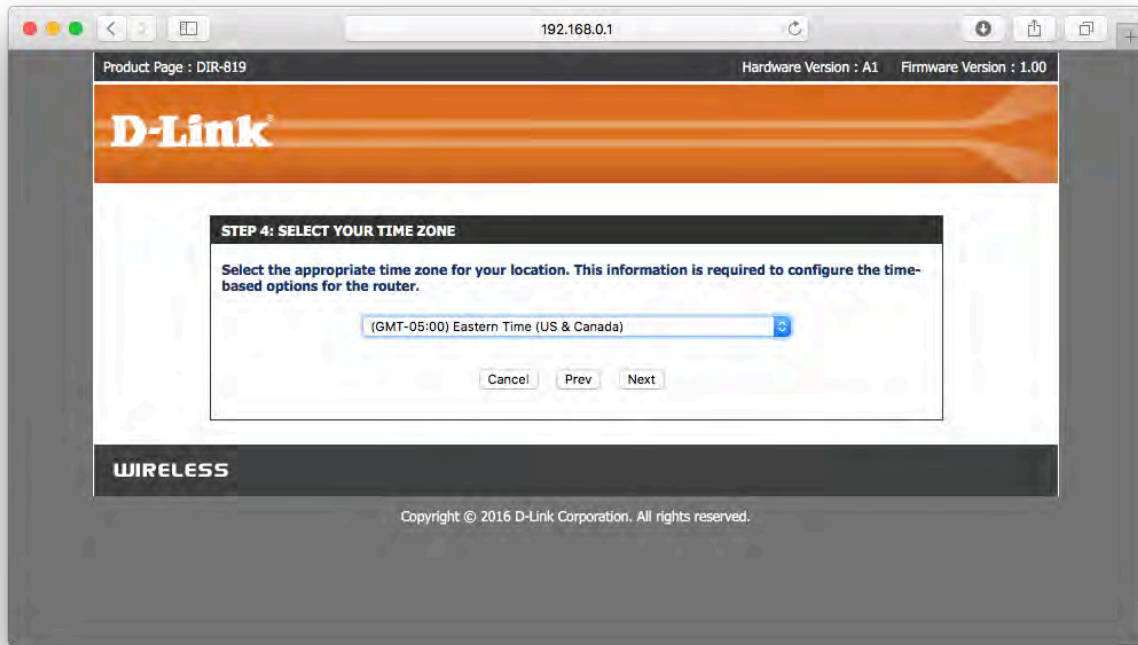 192.168.0.1
Product Page : DIR-819 Hardware Version : A1 Firmware Version : 1.00
D-Link
STEP 4: SELECT YOUR TIME ZONE
Select the appropriate time zone for your location. This information is required to configure the time-
based options for the router.
(GMT-05:00) Eastern Time (US & Canada)
Cancel Prev Next
WIRELESS
Copyright © 2016 D-Link Corporation. All rights reserved.